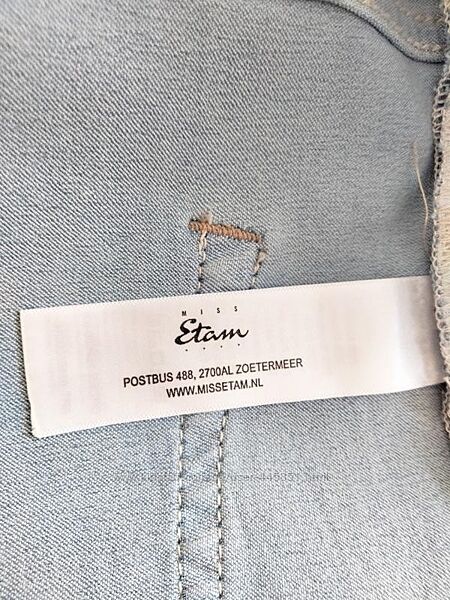 MISS
Etam
POSTBUS 488, 2700AL ZOETERMEER
WWW.MISSETAM.NL